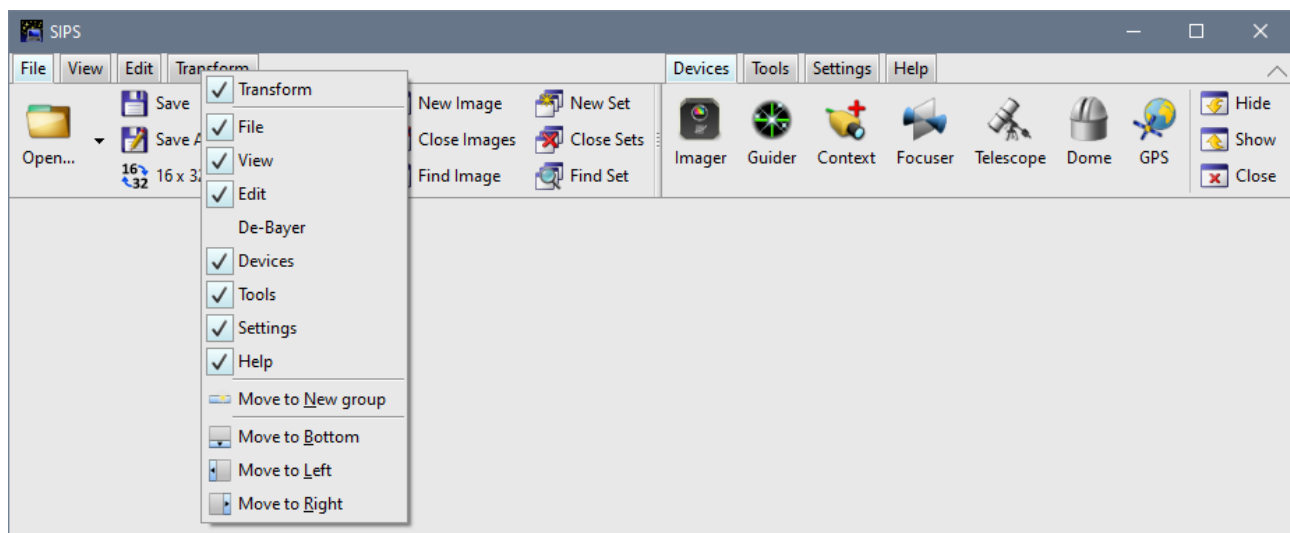 SIPS
File View Edit Transform Devices Tools Settings Help
Open...
Save
Save A
16 32 16 x 32
New Image
Close Images
Find Image
New Set
Close Sets
Find Set
Imager Guider Context Focuser Telescope Dome GPS
Hide
Show
Close
Transform
File
View
Edit
De-Bayer
Devices
Tools
Settings
Help
Move to New group
Move to Bottom
Move to Left
Move to Right